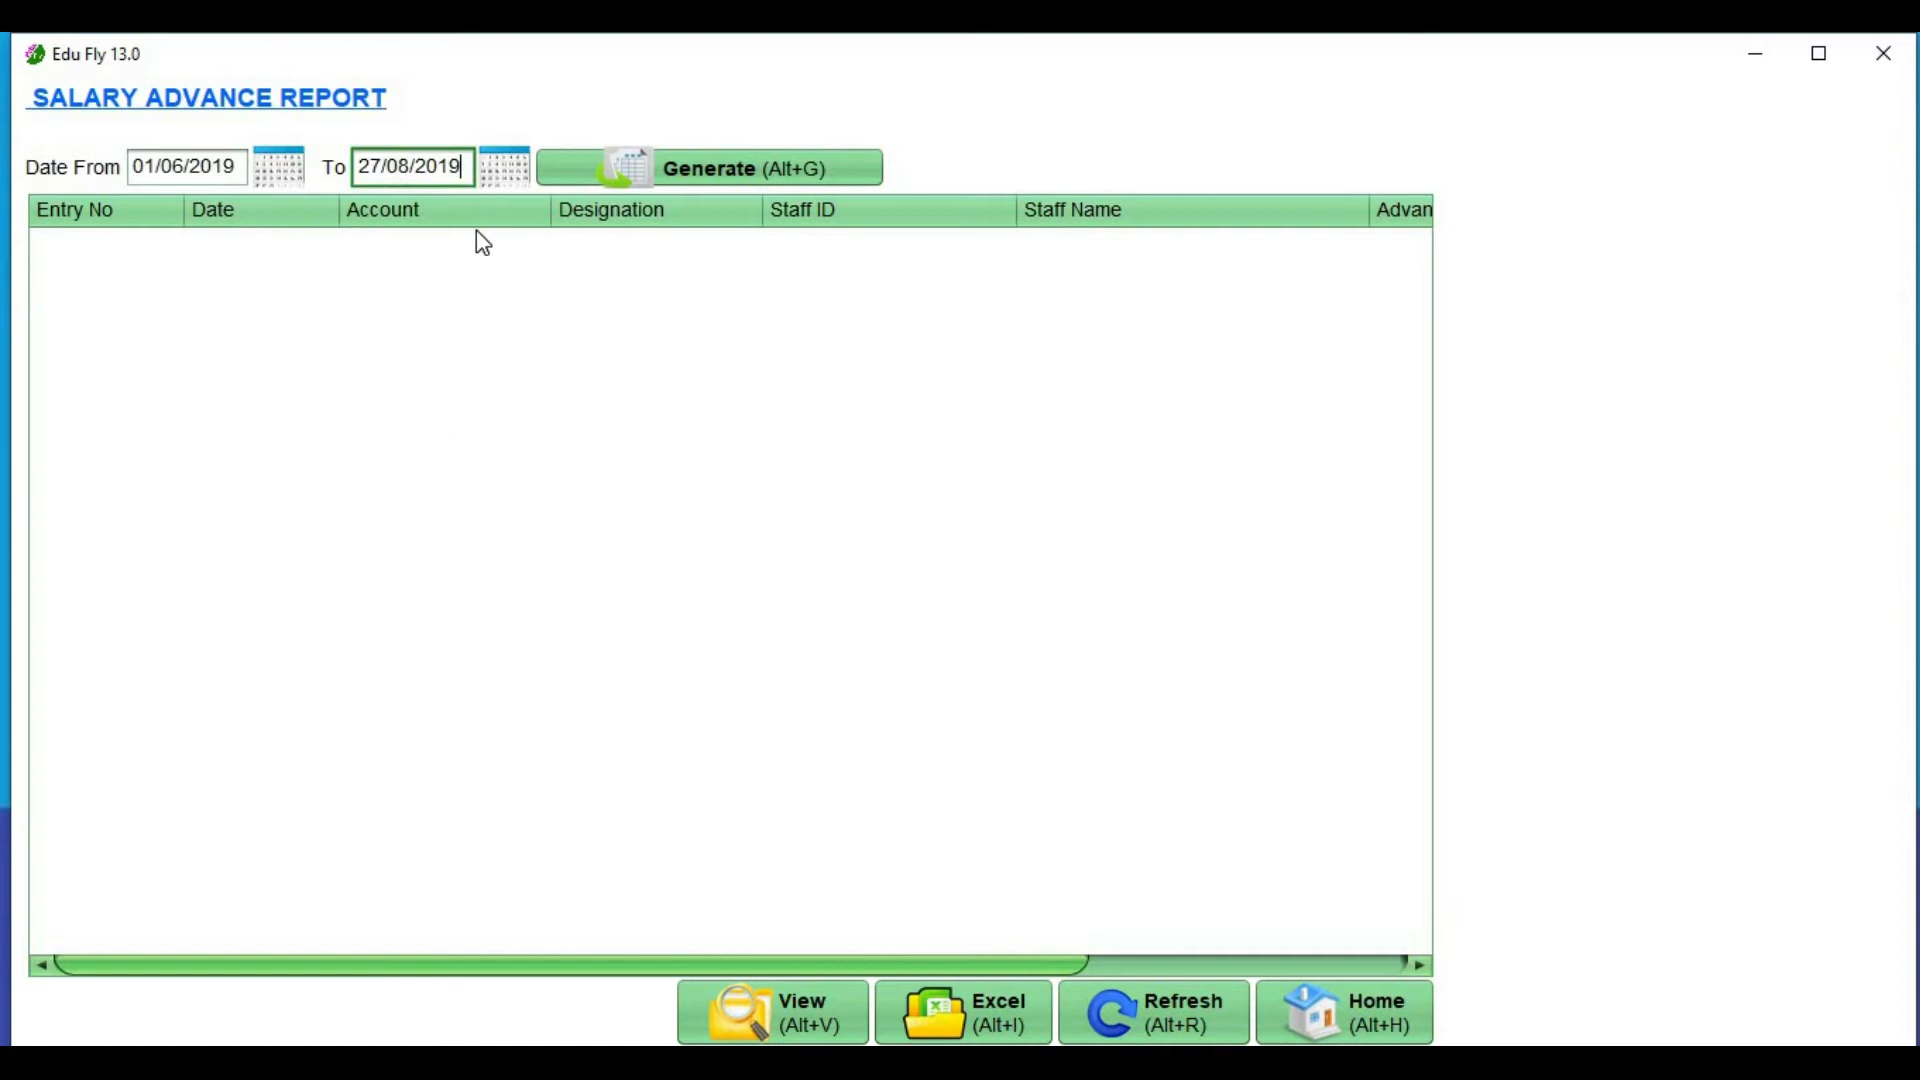 Edu Fly 13.0
SALARY ADVANCE REPORT
Date From 01/06/2019 To 27/08/2019 Generate (Alt+G)
Entry No Date Account Designation Staff ID Staff Name Advan
View Excel Refresh Home
(Alt+V) (Alt+I) (Alt+R) (Alt+H)